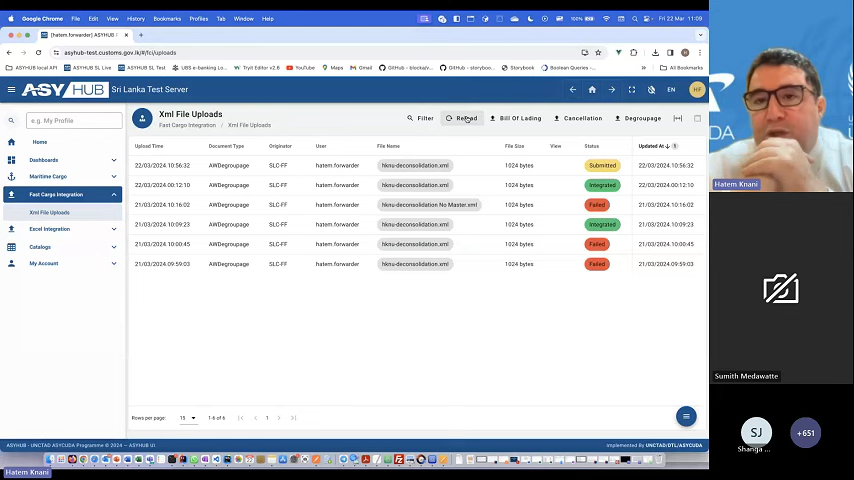 Google Chrome File Edit View History Bookmarks Profiles Tab Window Help 100% Fri 22 Mar 11:09
[hatem.forwarder] ASYHUB
asyhub-test.customs.gov.lk/#/fci/uploads
ASYHUB local API ASYHUB SL Live ASYHUB SL Test UBS e-banking Lo... Tryit Editor v2.6 YouTube Maps Gmail GitHub - blockalv... GitHub - storyboo... Storybook Boolean Queries... All Bookmarks
ASY HUB Sri Lanka Test Server EN HF
e.g. My Profile
Home
Dashboards
Maritime Cargo
Fast Cargo Integration
Xml File Uploads
Excel Integration
Catalogs
My Account
Xml File Uploads
Fast Cargo Integration / Xml File Uploads
Filter Reload Bill Of Lading Cancellation Degroupage
Upload Time Document Type Originator User File Name File Size View Status Updated At 1
22/03/2024.10:56:32 AWDegroupage SLC-FF hatem.forwarder hknu-deconsolidation.xml 1024 bytes Submitted 22/03/2024.10:56:32
22/03/2024.00:12:10 AWDegroupage SLC-FF hatem.forwarder hknu-deconsolidation.xml 1024 bytes Integrated 22/03/2024.00:12:10
21/03/2024.10:16:02 AWDegroupage SLC-FF hatem.forwarder hknu-deconsolidation No Master.xml 1024 bytes Failed 21/03/2024.10:16:02
21/03/2024.10:09:23 AWDegroupage SLC-FF hatem.forwarder hknu-deconsolidation.xml 1024 bytes Integrated 21/03/2024.10:09:23
21/03/2024.10:00:45 AWDegroupage SLC-FF hatem.forwarder hknu-deconsolidation.xml 1024 bytes Failed 21/03/2024.10:00:45
21/03/2024.09:59:03 AWDegroupage SLC-FF hatem.forwarder hknu-deconsolidation.xml 1024 bytes Failed 21/03/2024.09:59:03
Rows per page: 15 1-6 of 6 1
ASYHUB - UNCTAD ASYCUDA Programme © 2024 — ASYHUB UI
Implemented By UNCTAD/DTL/ASYCUDA
Hatem Knani
DA
Hatem Knani
Sumith Medawatte
SJ
Shanga ...
+651